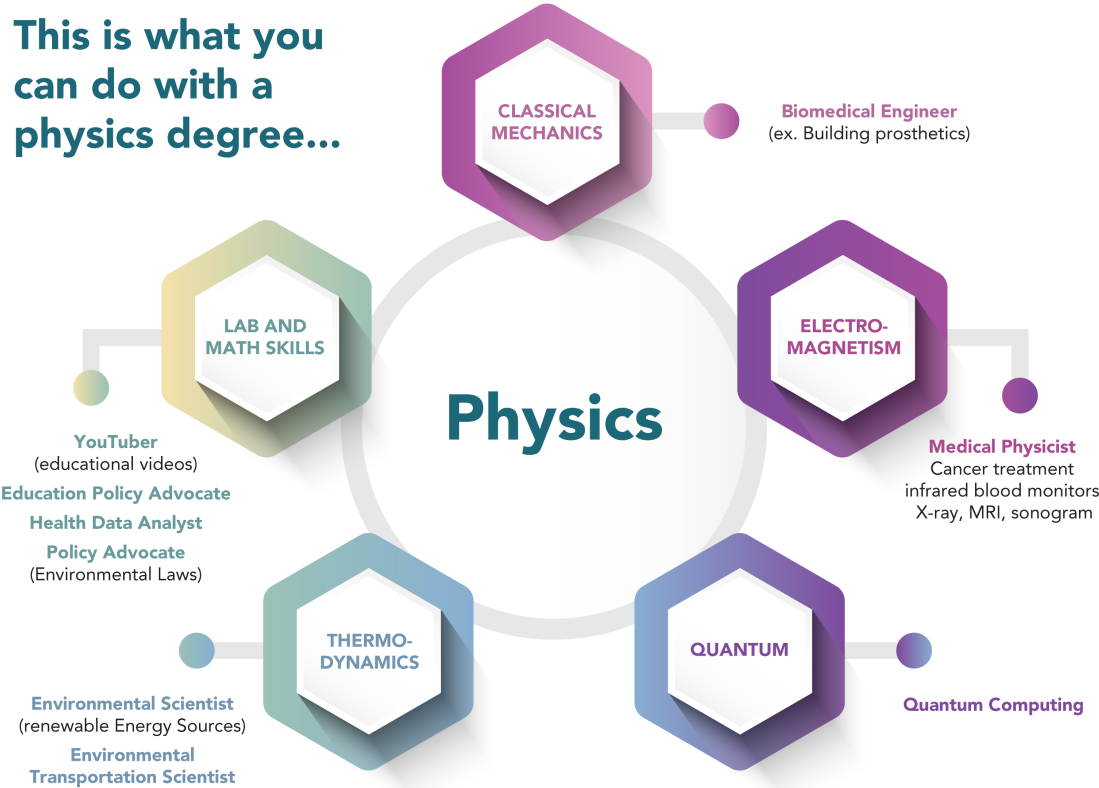 This is what you
can do with a
physics degree...
CLASSICAL
MECHANICS
Biomedical Engineer
(ex. Building prosthetics)
LAB AND
MATH SKILLS
ELECTRO-
MAGNETISM
Physics
YouTuber
(educational videos)
Education Policy Advocate
Health Data Analyst
Policy Advocate
(Environmental Laws)
Medical Physicist
Cancer treatment
infrared blood monitors
X-ray, MRI, sonogram
THERMO-
DYNAMICS
QUANTUM
Environmental Scientist
(renewable Energy Sources)
Environmental
Transportation Scientist
Quantum Computing